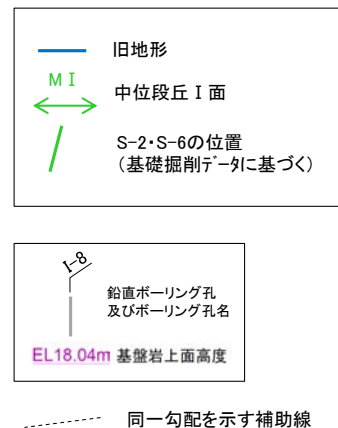 旧地形
MⅠ
中位段丘Ⅰ面
S-2・S-6の位置
（基礎掘削ﾃﾞｰﾀに基づく）
I-8
鉛直ボーリング孔
及びボーリング孔名
EL18.04m 基盤岩上面高度
同一勾配を示す補助線